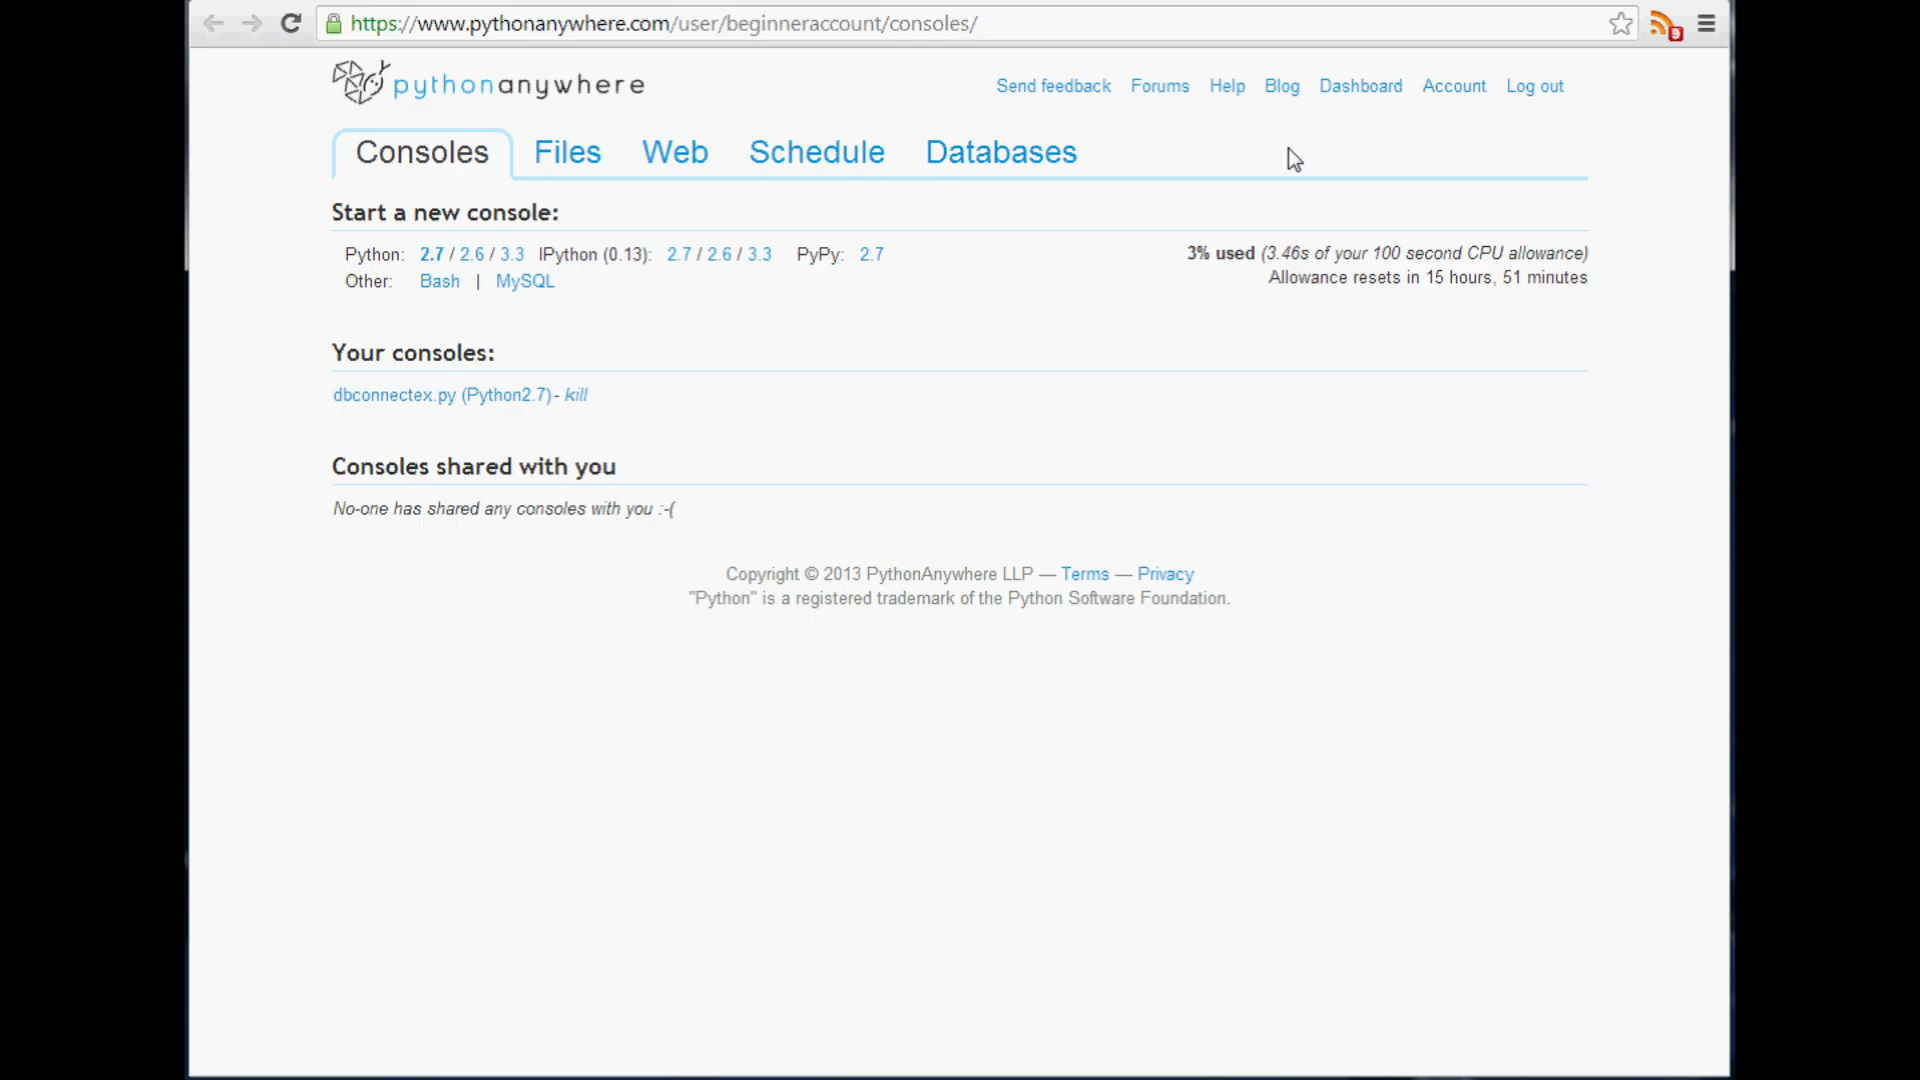 https://www.pythonanywhere.com/user/beginneraccount/consoles/
9
pythonanywhere
Send feedback Forums Help Blog Dashboard Account Log out
Consoles Files Web Schedule Databases
Start a new console:
Python: 2.7 / 2.6 / 3.3 IPython (0.13): 2.7 / 2.6 / 3.3 PyPy: 2.7
3% used (3.46s of your 100 second CPU allowance)
Other: Bash | MySQL
Allowance resets in 15 hours, 51 minutes
Your consoles:
dbconnectex.py (Python2.7) - kill
Consoles shared with you
No-one has shared any consoles with you :-(
Copyright © 2013 PythonAnywhere LLP — Terms — Privacy
"Python" is a registered trademark of the Python Software Foundation.